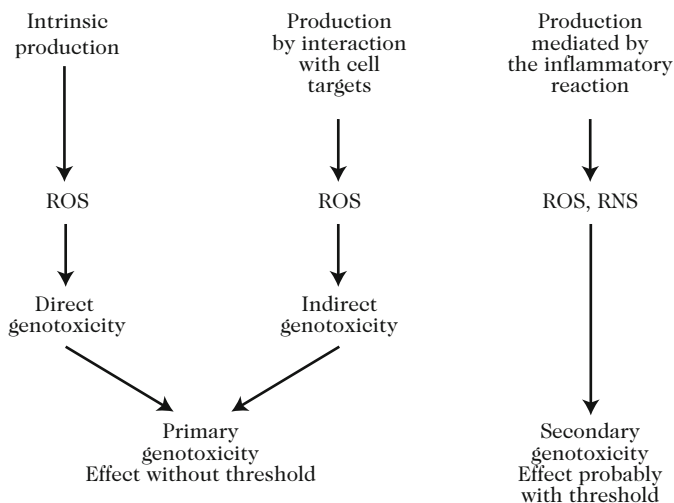 Intrinsic
production
Production
by interaction
with cell
targets
Production
mediated by
the inflammatory
reaction
ROS
ROS
ROS, RNS
Direct
genotoxicity
Indirect
genotoxicity
Primary
genotoxicity
Effect without threshold
Secondary
genotoxicity
Effect probably
with threshold